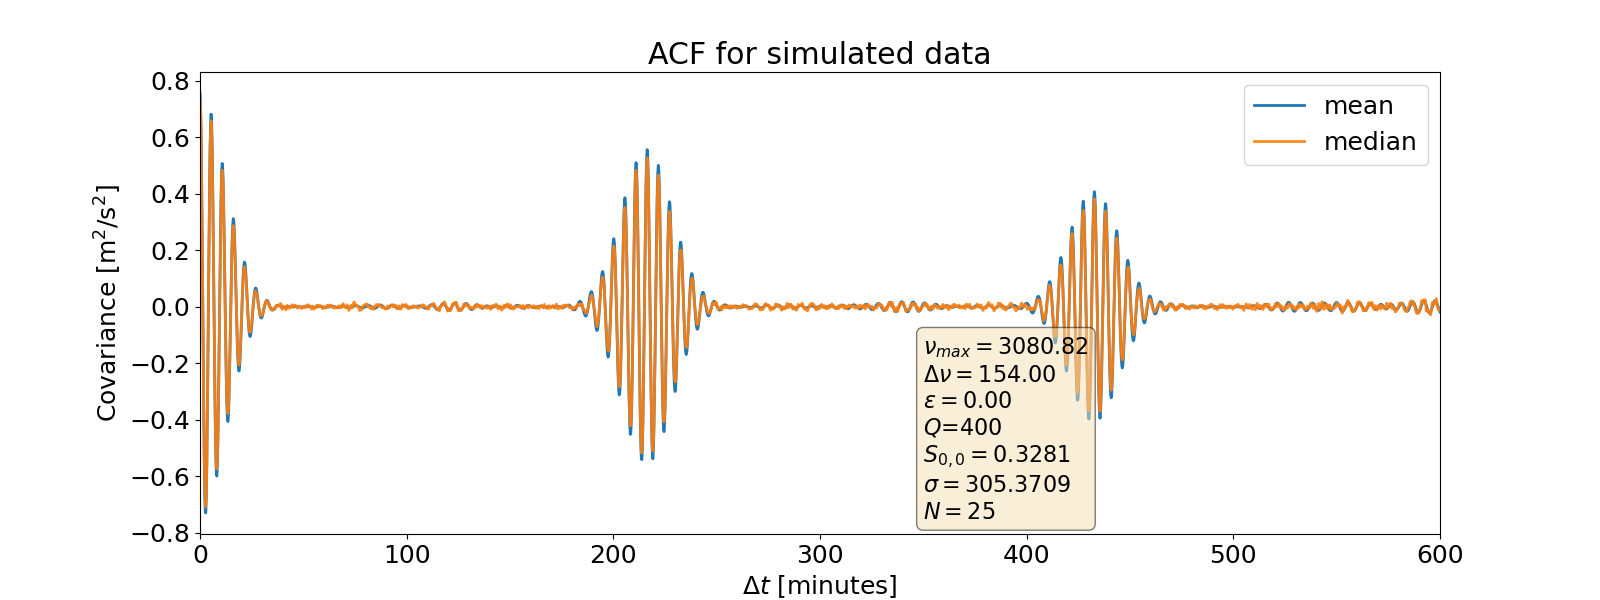 ACF for simulated data
mean
median
Covariance [m²/s²]
0.8
0.6
0.4
0.2
0.0
−0.2
−0.4
−0.6
−0.8
ν_max = 3080.82
Δν = 154.00
ε = 0.00
Q=400
S_0,0 = 0.3281
σ = 305.3709
N = 25
0 100 200 300 400 500 600
Δt [minutes]